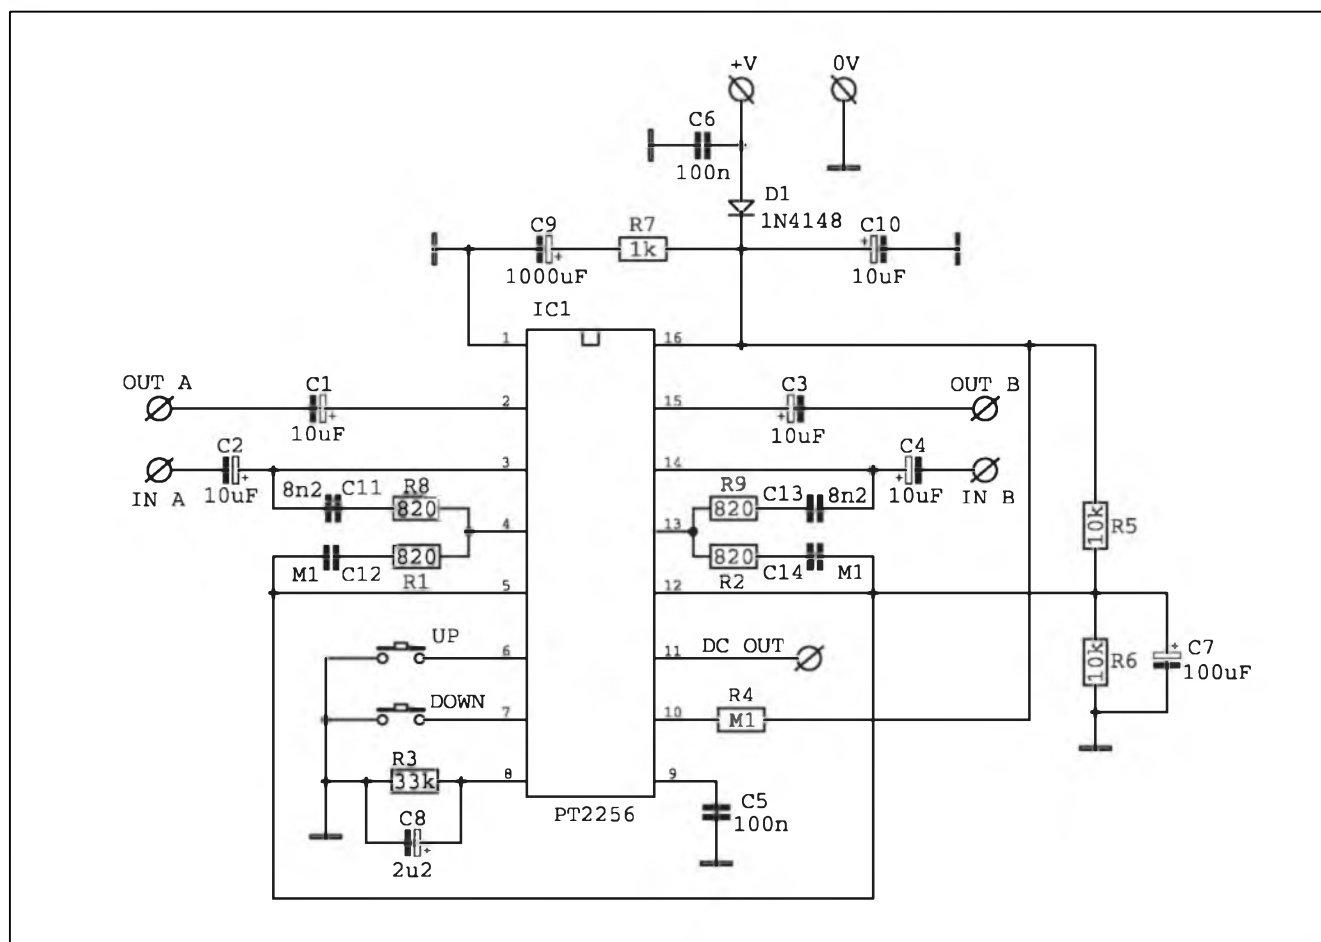 +V
0V
C6
100n
D1
1N4148
C9
R7
C10
1k
+
+
1000uF
10uF
IC1
1
16
OUT A
C1
C3
OUT B
2
15
+
+
10uF
10uF
C2
C4
3
14
IN A
+
10uF
+
10uF
IN B
8n2
C11
R8
R9
C13
8n2
820
820
4
13
10k
R5
820
820
M1
C12
R1
R2
C14
M1
5
12
UP
DC OUT
+
C7
6
11
10k
R6
100uF
DOWN
R4
7
10
M1
R3
33k
8
9
C5
100n
C8
PT2256
+
2u2